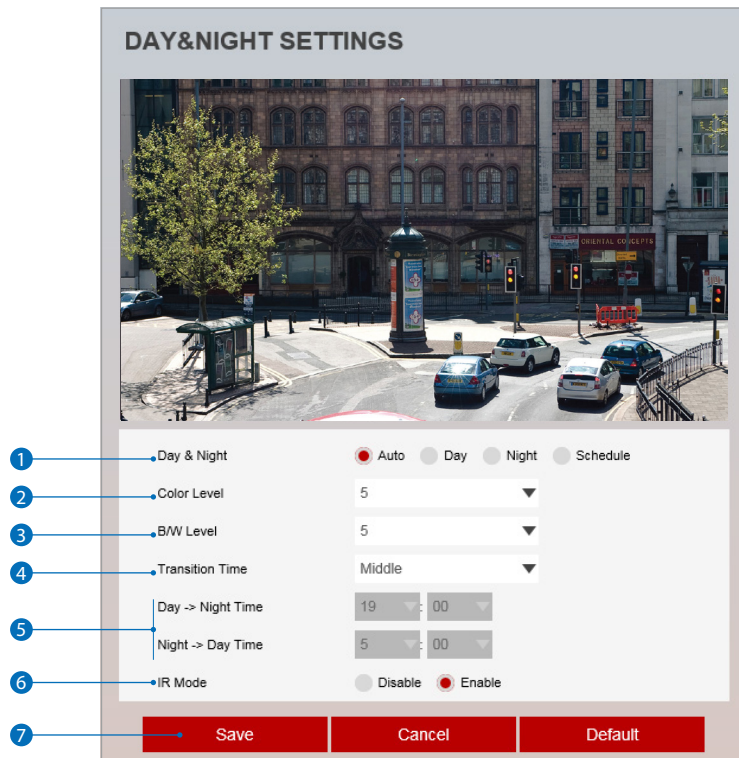 DAY&NIGHT SETTINGS
ORIENTAL CONCEPTS
1 Day & Night Auto Day Night Schedule
2 Color Level 5
3 B/W Level 5
4 Transition Time Middle
Day -> Night Time 19 : 00
5
Night -> Day Time 5 : 00
6 IR Mode Disable Enable
7 Save Cancel Default